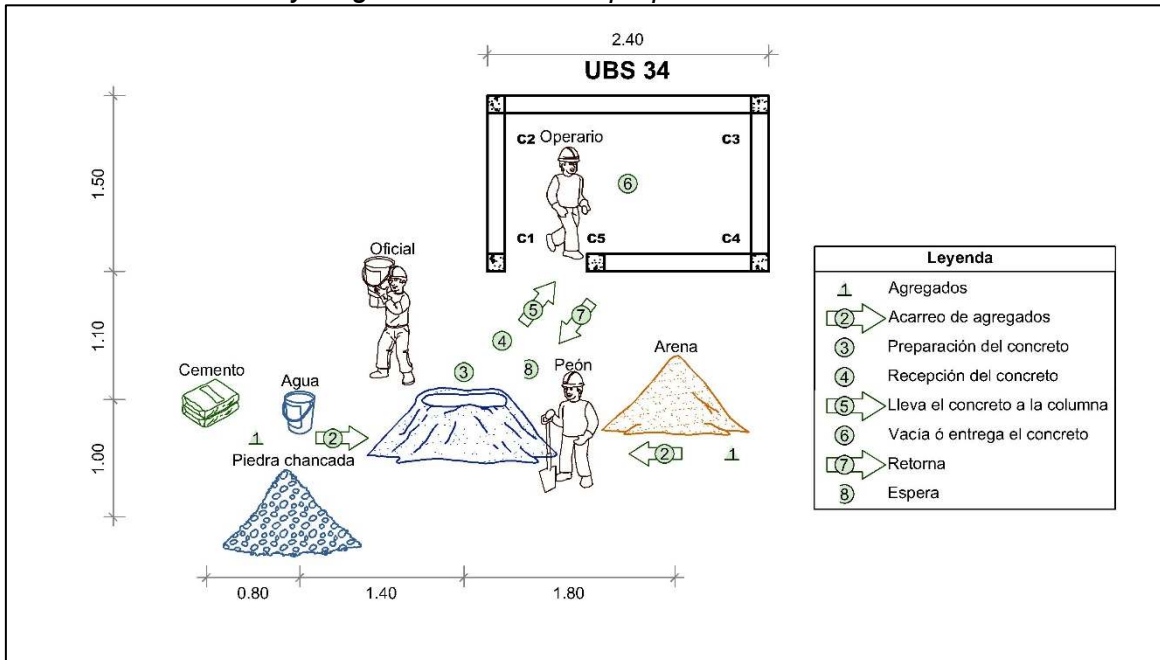 2.40
UBS 34
C2 Operario
C3
6
1.50
C1
C5
C4
Oficial
5
7
4
1.10
3
8
Peón
Arena
Cemento
Agua
1
2
2
1
Piedra chancada
1.00
0.80
1.40
1.80
Leyenda
1 Agregados
2 Acarreo de agregados
3 Preparación del concreto
4 Recepción del concreto
5 Lleva el concreto a la columna
6 Vacía ó entrega el concreto
7 Retorna
8 Espera